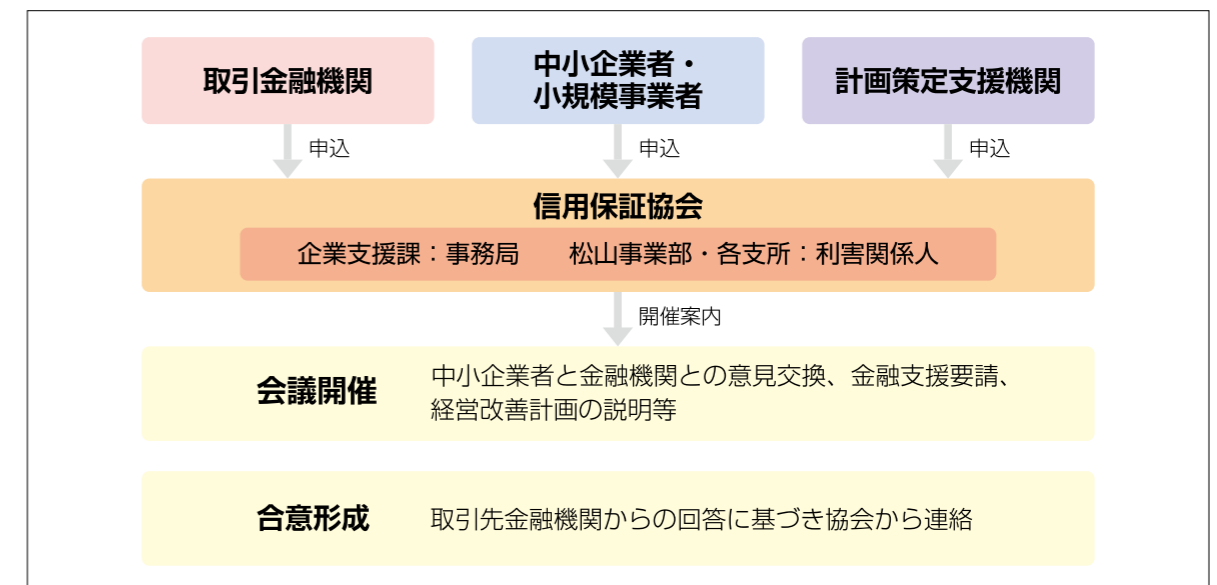 取引金融機関
中小企業者・
小規模事業者
計画策定支援機関
申込
申込
申込
信用保証協会
企業支援課：事務局　　松山事業部・各支所：利害関係人
開催案内
会議開催
中小企業者と金融機関との意見交換、金融支援要請、
経営改善計画の説明等
合意形成
取引先金融機関からの回答に基づき協会から連絡